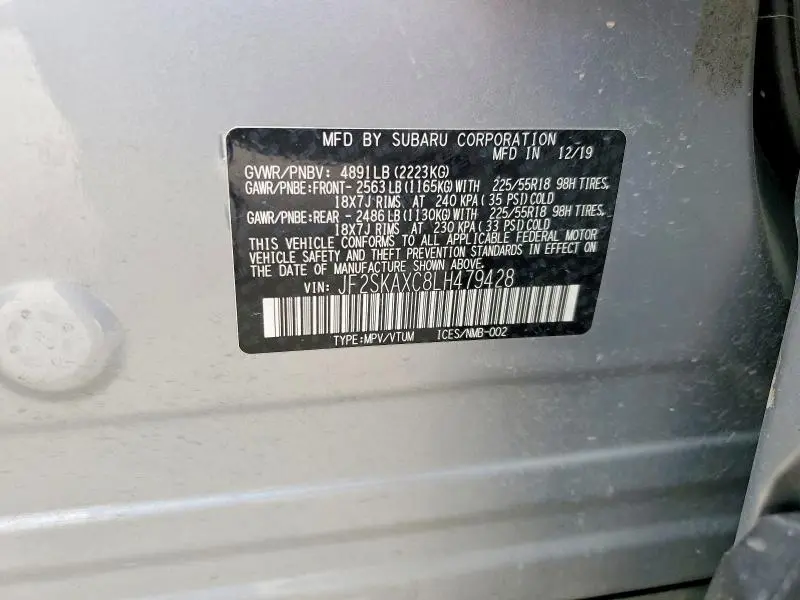 MFD BY SUBARU CORPORATION
MFD IN 12/19
GVWR/PNBV: 4891LB (2223KG)
GAWR/PNBE:FRONT- 2563 LB (1165KG) WITH 225/55R18 98H TIRES,
18X7J RIMS AT 240 KPA ( 35 PSI) COLD
GAWR/PNBE:REAR - 2486 LB (1130KG) WITH 225/55R18 98H TIRES,
18X7J RIMS AT 230 KPA ( 33 PSI) COLD
THIS VEHICLE CONFORMS TO ALL APPLICABLE FEDERAL MOTOR
VEHICLE SAFETY AND THEFT PREVENTION STANDARDS IN EFFECT ON
THE DATE OF MANUFACTURE SHOWN ABOVE.
VIN: JF2SKAXC8LH479428
TYPE:MPV/VTUM ICES/NMB-002